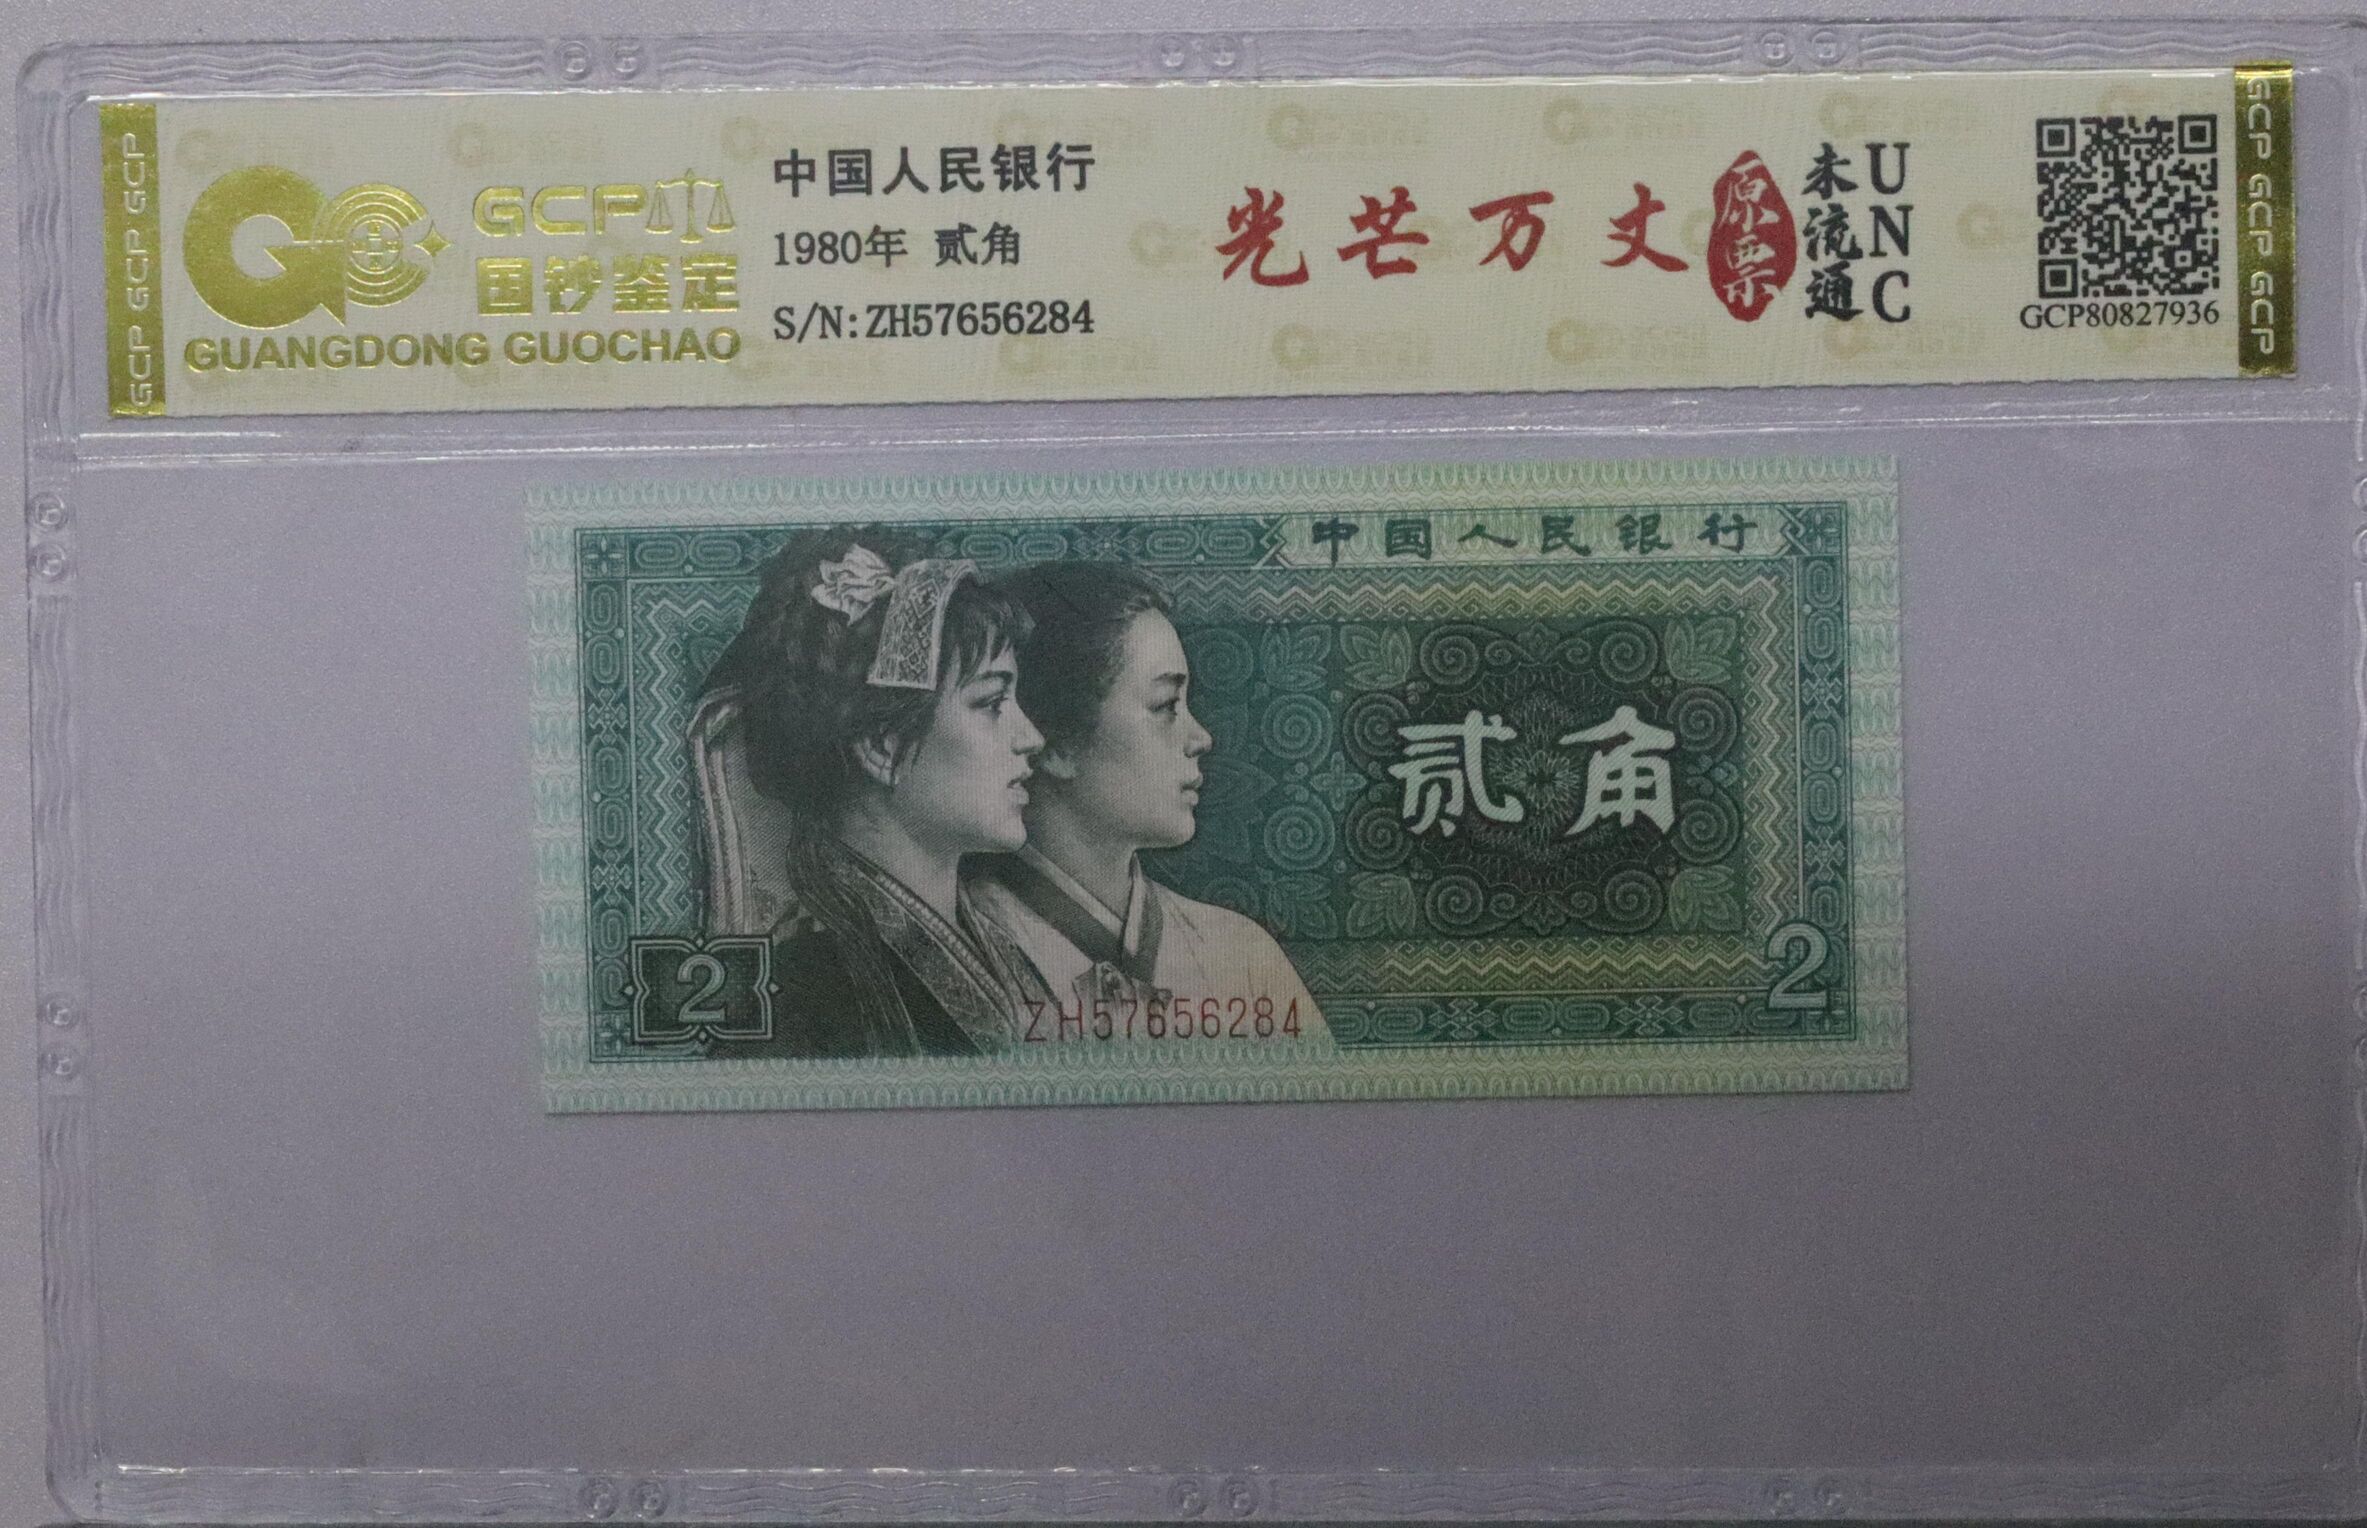 GCP GCP GCP
GCP
国钞鉴定
GUANGDONG GUOCHAO
中国人民银行
1980年 贰角
S/N:ZH57656284
光芒万丈
原票
未流通
UNC
GCP80827936
GCP GCP GCP
中国人民银行
贰角
2
2
ZH57656284